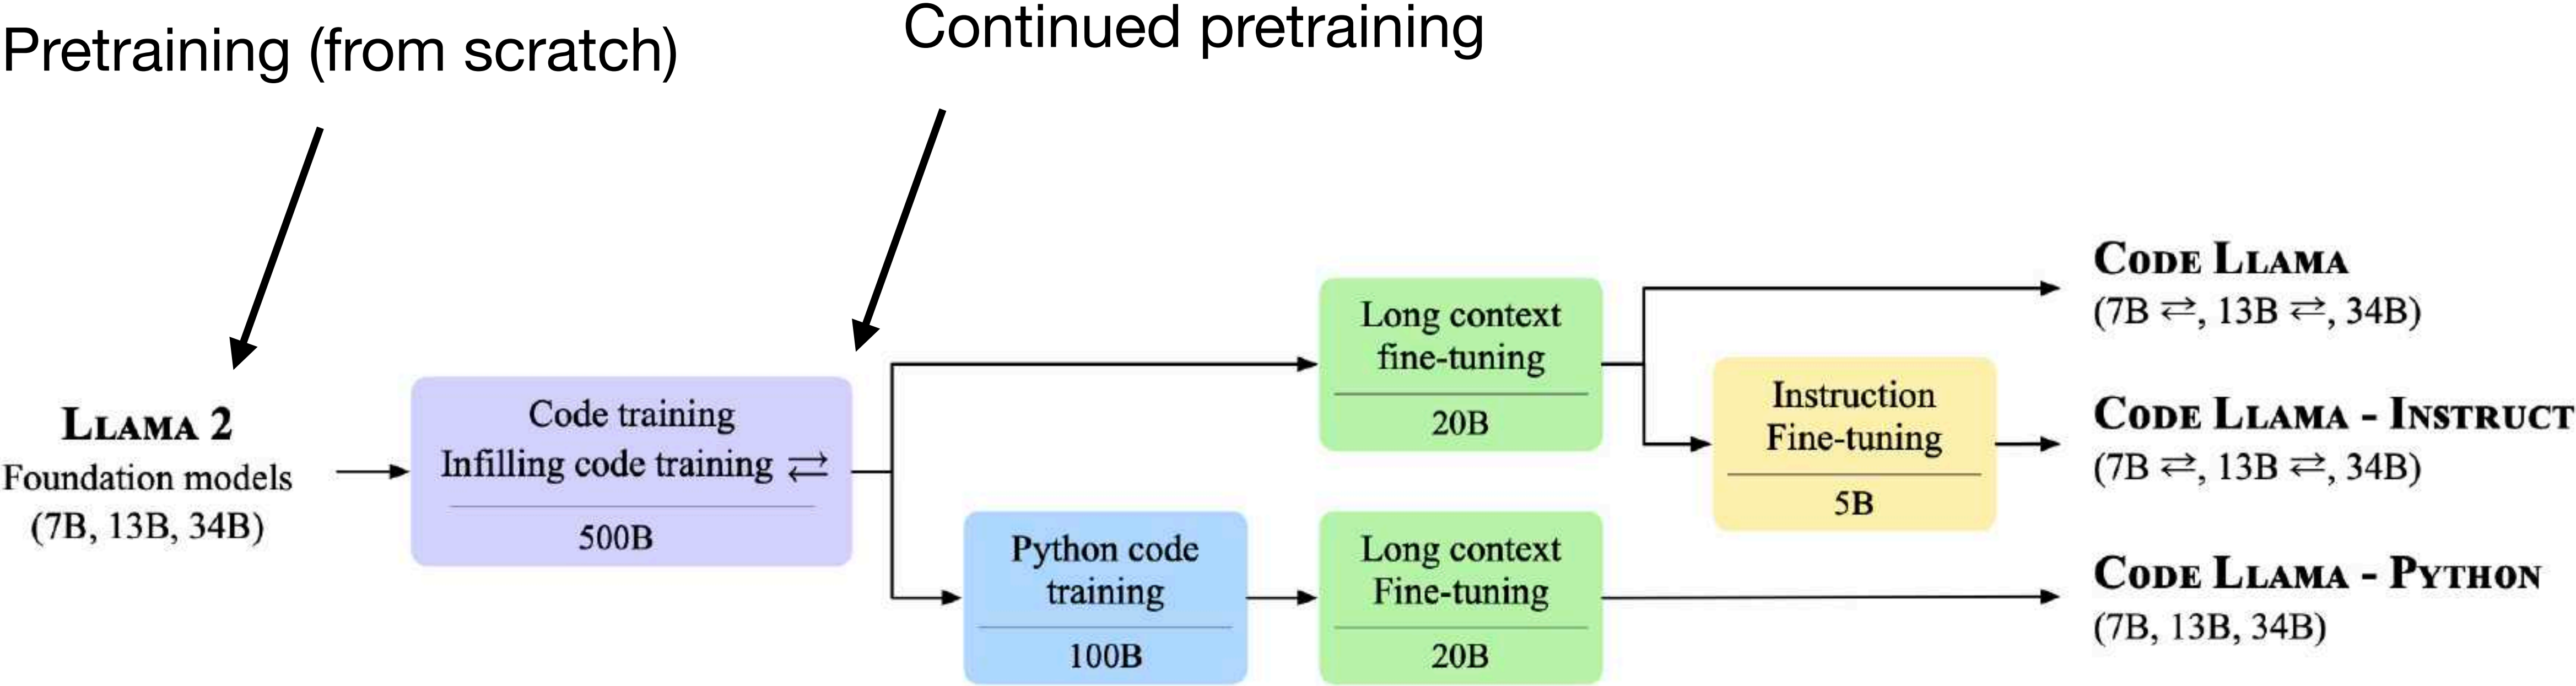 Pretraining (from scratch)
Continued pretraining
LLAMA 2
Foundation models
(7B, 13B, 34B)
Code training
Infilling code training ⇄
500B
Long context
fine-tuning
20B
Python code
training
100B
Long context
Fine-tuning
20B
Instruction
Fine-tuning
5B
CODE LLAMA
(7B ⇄, 13B ⇄, 34B)
CODE LLAMA - INSTRUCT
(7B ⇄, 13B ⇄, 34B)
CODE LLAMA - PYTHON
(7B, 13B, 34B)